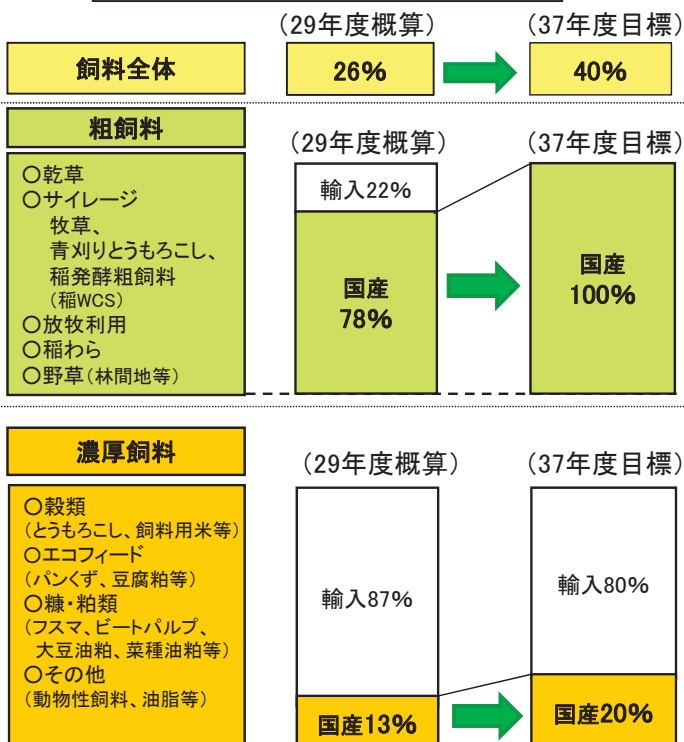 (29年度概算)
(37年度目標)
飼料全体
26%
40%
粗飼料
(29年度概算)
(37年度目標)
○乾草
○サイレージ
牧草、
青刈りとうもろこし、
稲発酵粗飼料
(稲WCS)
○放牧利用
○稲わら
○野草(林間地等)
輸入22%
国産
78%
国産
100%
濃厚飼料
(29年度概算)
(37年度目標)
○穀類
(とうもろこし、飼料用米等)
○エコフィード
(パンくず、豆腐粕等)
○糠・粕類
(フスマ、ビートパルプ、
大豆油粕、菜種油粕等)
○その他
(動物性飼料、油脂等)
輸入87%
国産13%
輸入80%
国産20%